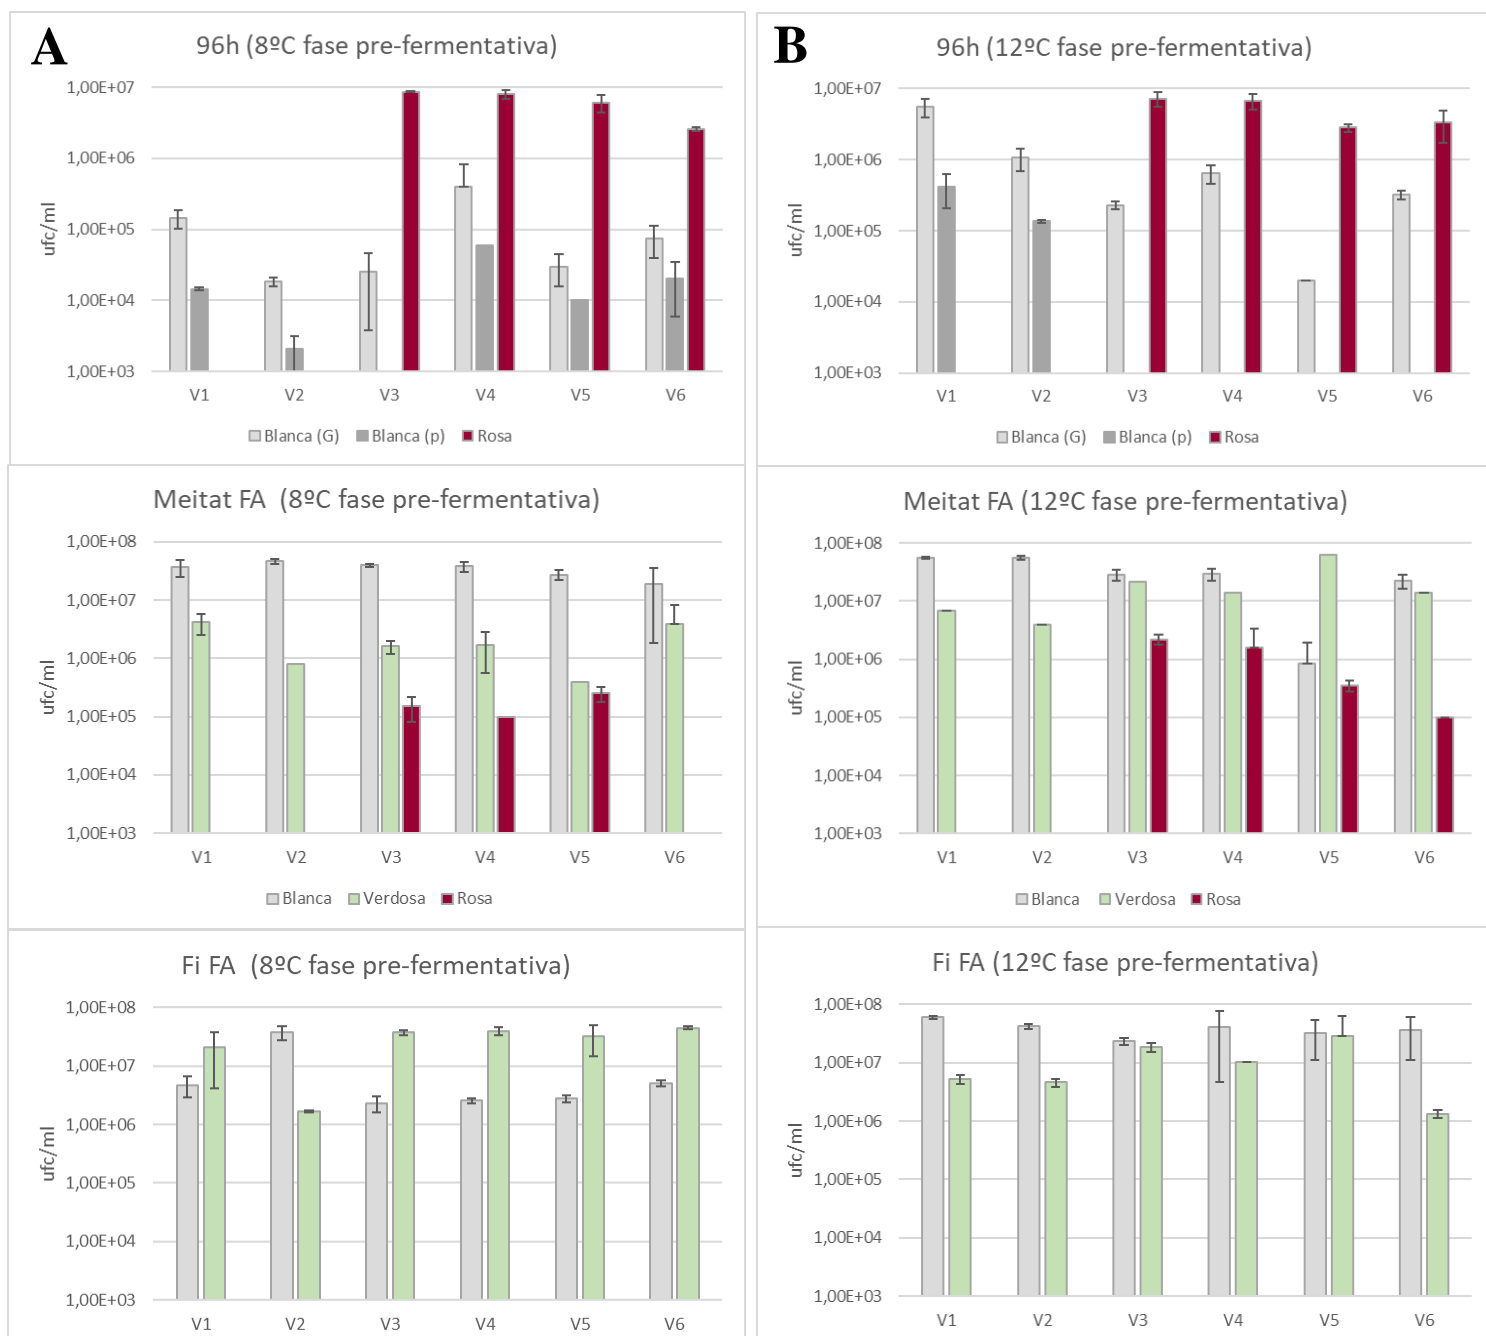 A
96h (8ºC fase pre-fermentativa)
1,00E+07
1,00E+06
1,00E+05
1,00E+04
1,00E+03
ufc/ml
V1 V2 V3 V4 V5 V6
Blanca (G) Blanca (p) Rosa
B
96h (12ºC fase pre-fermentativa)
1,00E+07
1,00E+06
1,00E+05
1,00E+04
1,00E+03
ufc/ml
V1 V2 V3 V4 V5 V6
Blanca (G) Blanca (p) Rosa
Meitat FA (8ºC fase pre-fermentativa)
1,00E+08
1,00E+07
1,00E+06
1,00E+05
1,00E+04
1,00E+03
ufc/ml
V1 V2 V3 V4 V5 V6
Blanca Verdosa Rosa
Meitat FA (12ºC fase pre-fermentativa)
1,00E+08
1,00E+07
1,00E+06
1,00E+05
1,00E+04
1,00E+03
ufc/ml
V1 V2 V3 V4 V5 V6
Blanca Verdosa Rosa
Fi FA (8ºC fase pre-fermentativa)
1,00E+08
1,00E+07
1,00E+06
1,00E+05
1,00E+04
1,00E+03
ufc/ml
V1 V2 V3 V4 V5 V6
Fi FA (12ºC fase pre-fermentativa)
1,00E+08
1,00E+07
1,00E+06
1,00E+05
1,00E+04
1,00E+03
ufc/ml
V1 V2 V3 V4 V5 V6